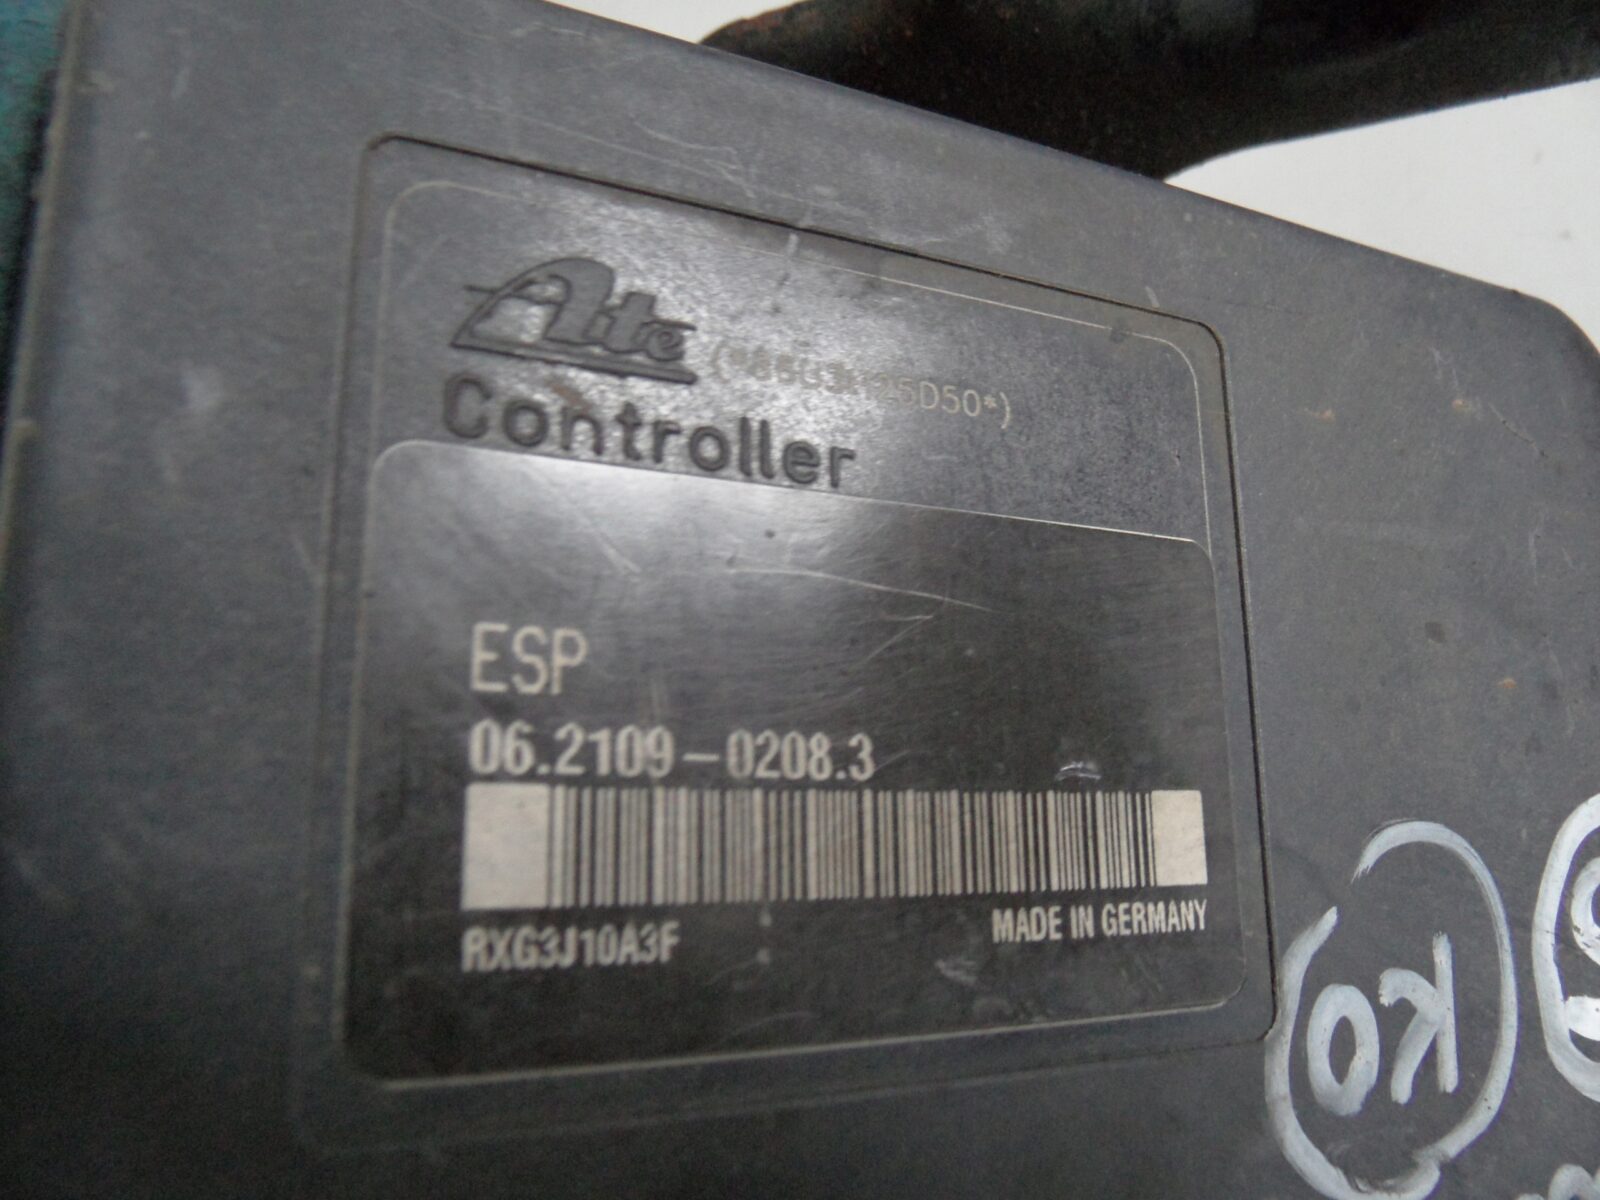 Ate
Controller
ESP
06.2109-0208.3
RXG3J10A3F
MADE IN GERMANY
KO